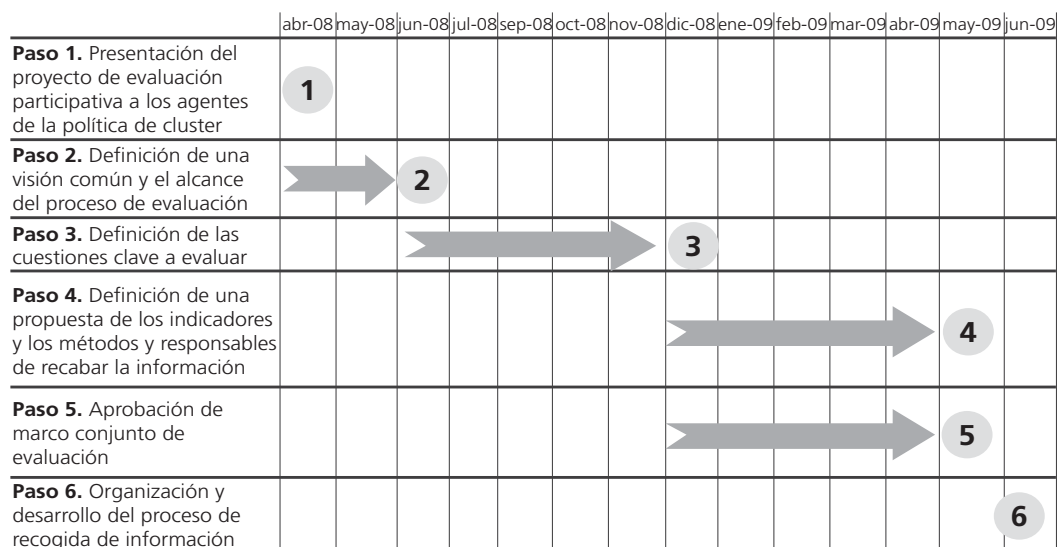 abr-08 may-08 jun-08 jul-08 sep-08 oct-08 nov-08 dic-08 ene-09 feb-09 mar-09 abr-09 may-09 jun-09
Paso 1. Presentación del
proyecto de evaluación
participativa a los agentes
de la política de cluster
1
Paso 2. Definición de una
visión común y el alcance
del proceso de evaluación
2
Paso 3. Definición de las
cuestiones clave a evaluar
3
Paso 4. Definición de una
propuesta de los indicadores
y los métodos y responsables
de recabar la información
4
Paso 5. Aprobación de
marco conjunto de
evaluación
5
Paso 6. Organización y
desarrollo del proceso de
recogida de información
6